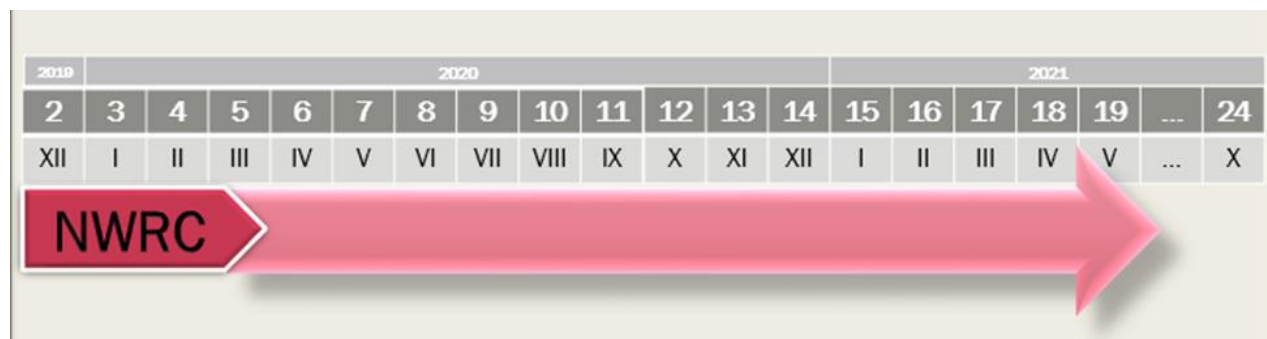 2019 2020 2021
2 3 4 5 6 7 8 9 10 11 12 13 14 15 16 17 18 19 ... 24
XII I II III IV V VI VII VIII IX X XI XII I II III IV V ... X
NWRC